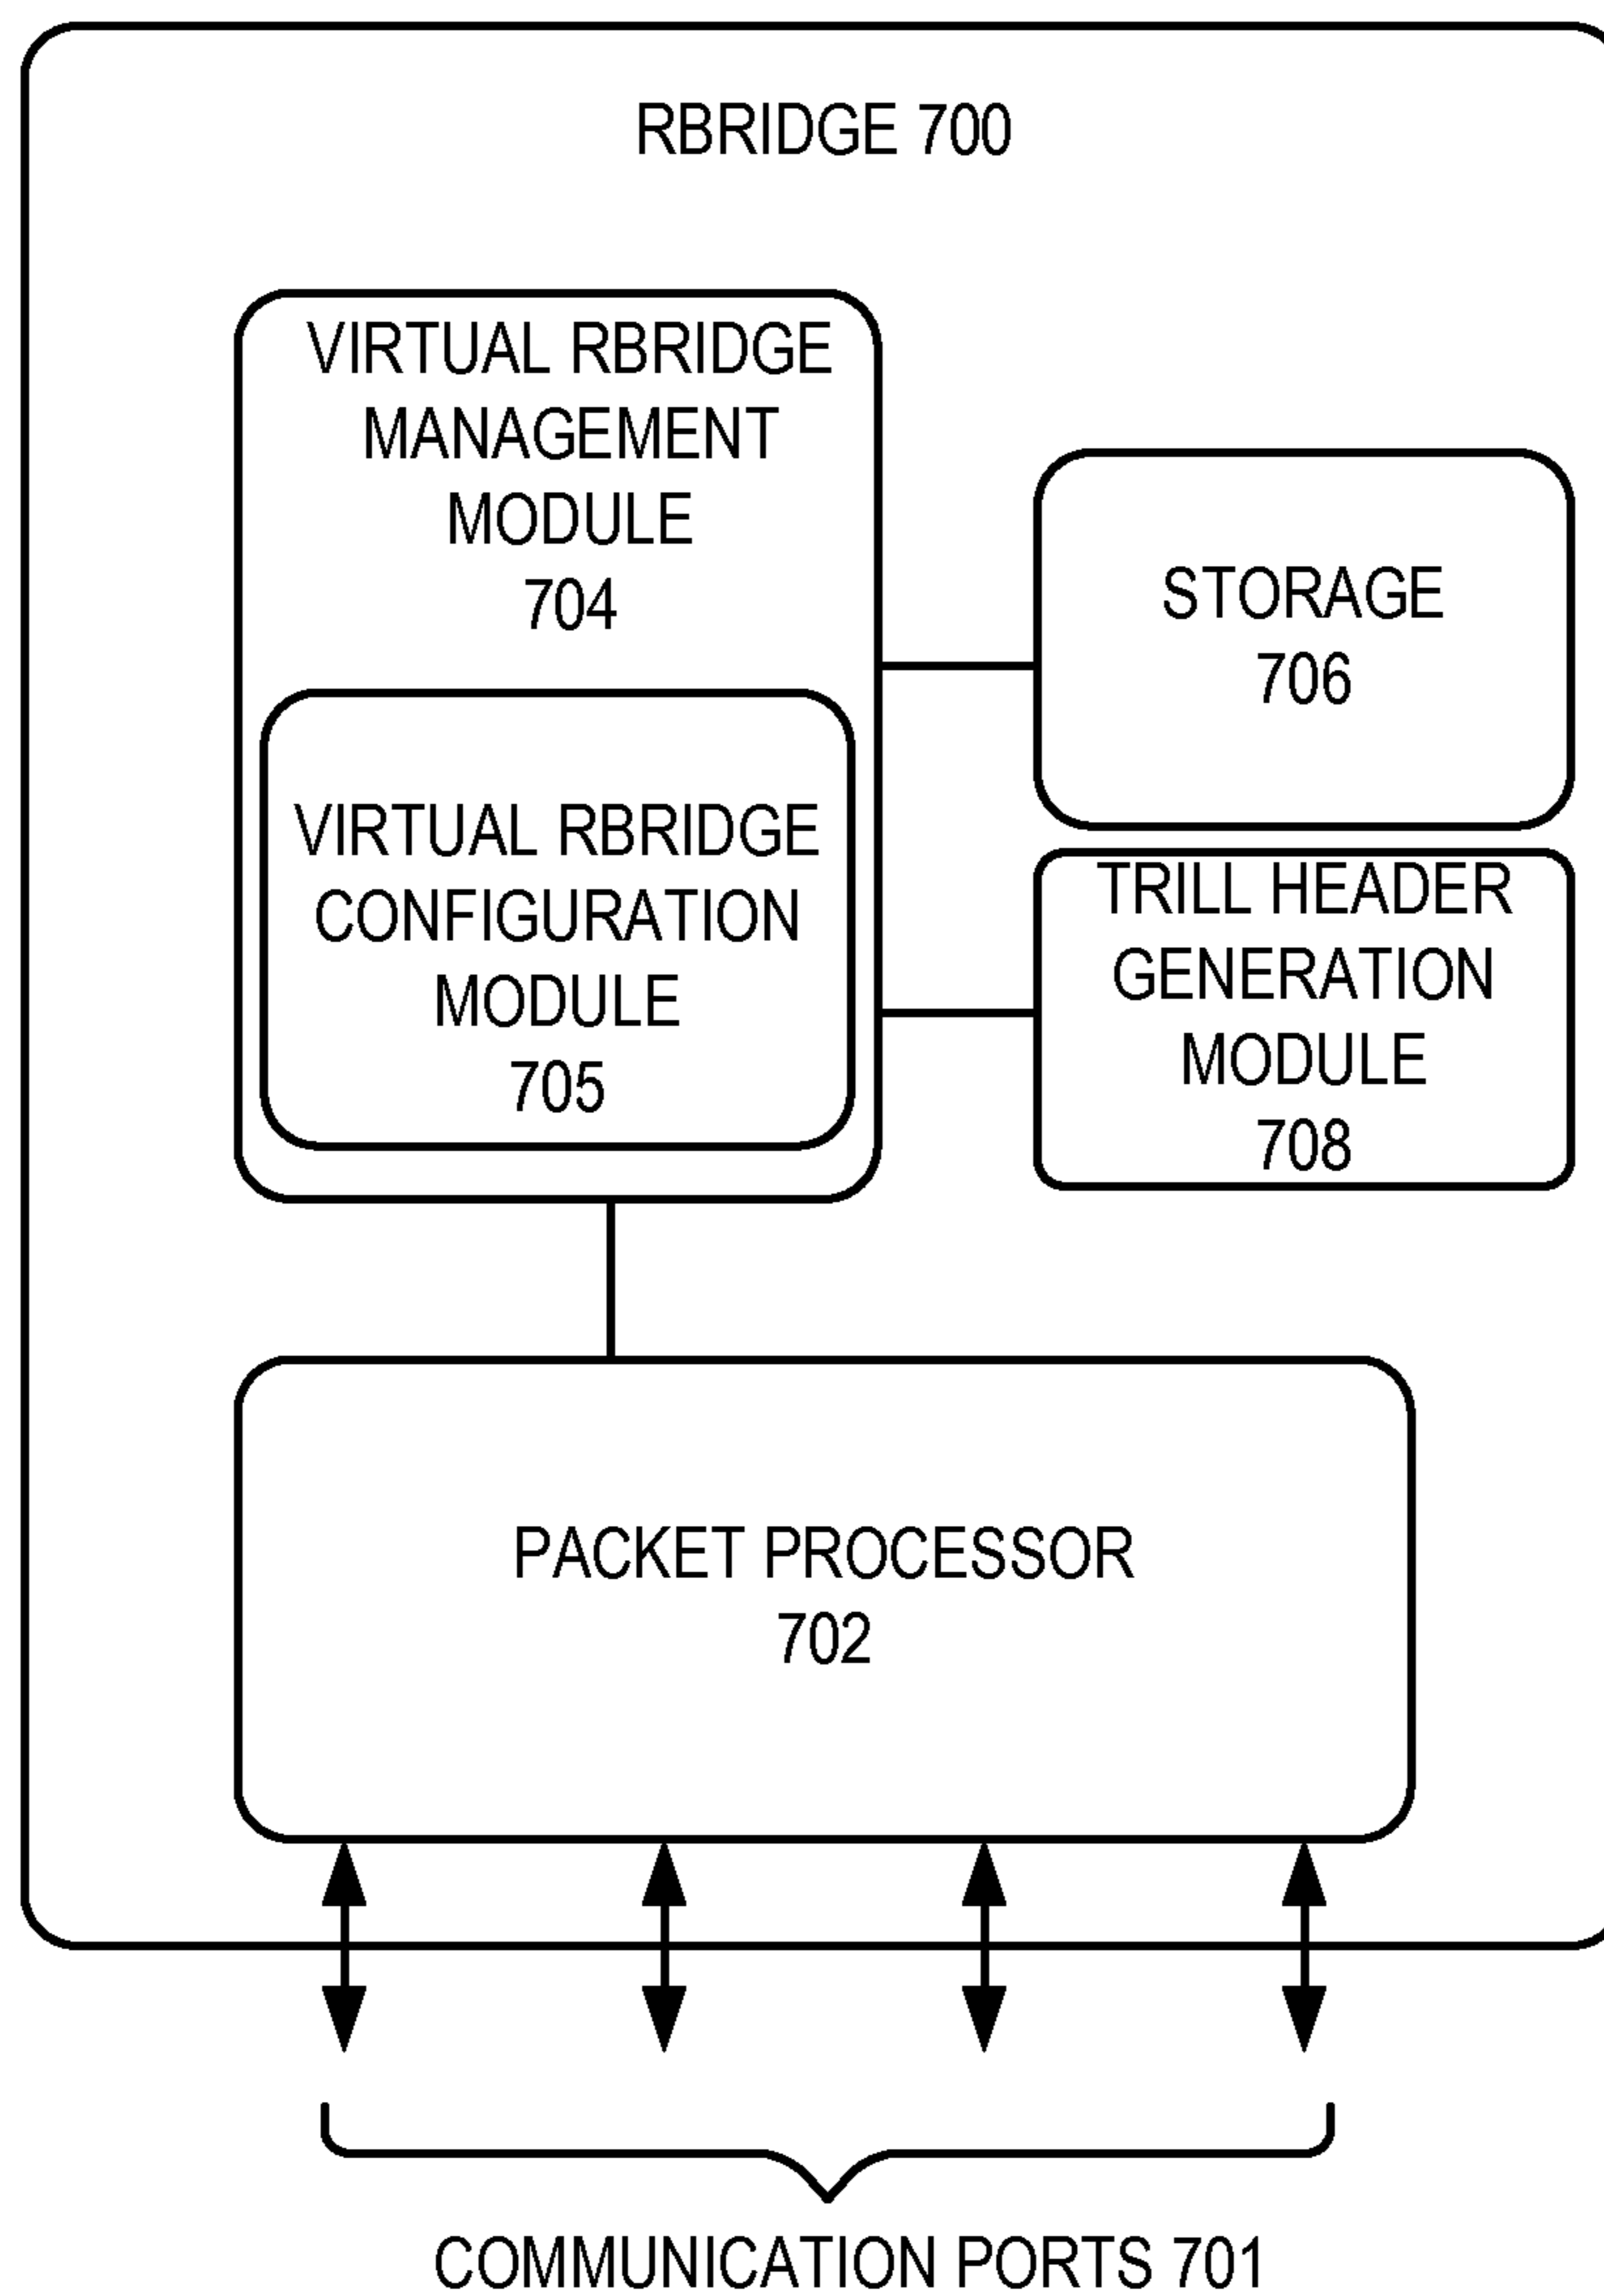 RBRIDGE 700
VIRTUAL RBRIDGE
MANAGEMENT
MODULE
704
STORAGE
706
VIRTUAL RBRIDGE
CONFIGURATION
MODULE
705
TRILL HEADER
GENERATION
MODULE
708
PACKET PROCESSOR
702
COMMUNICATION PORTS 701